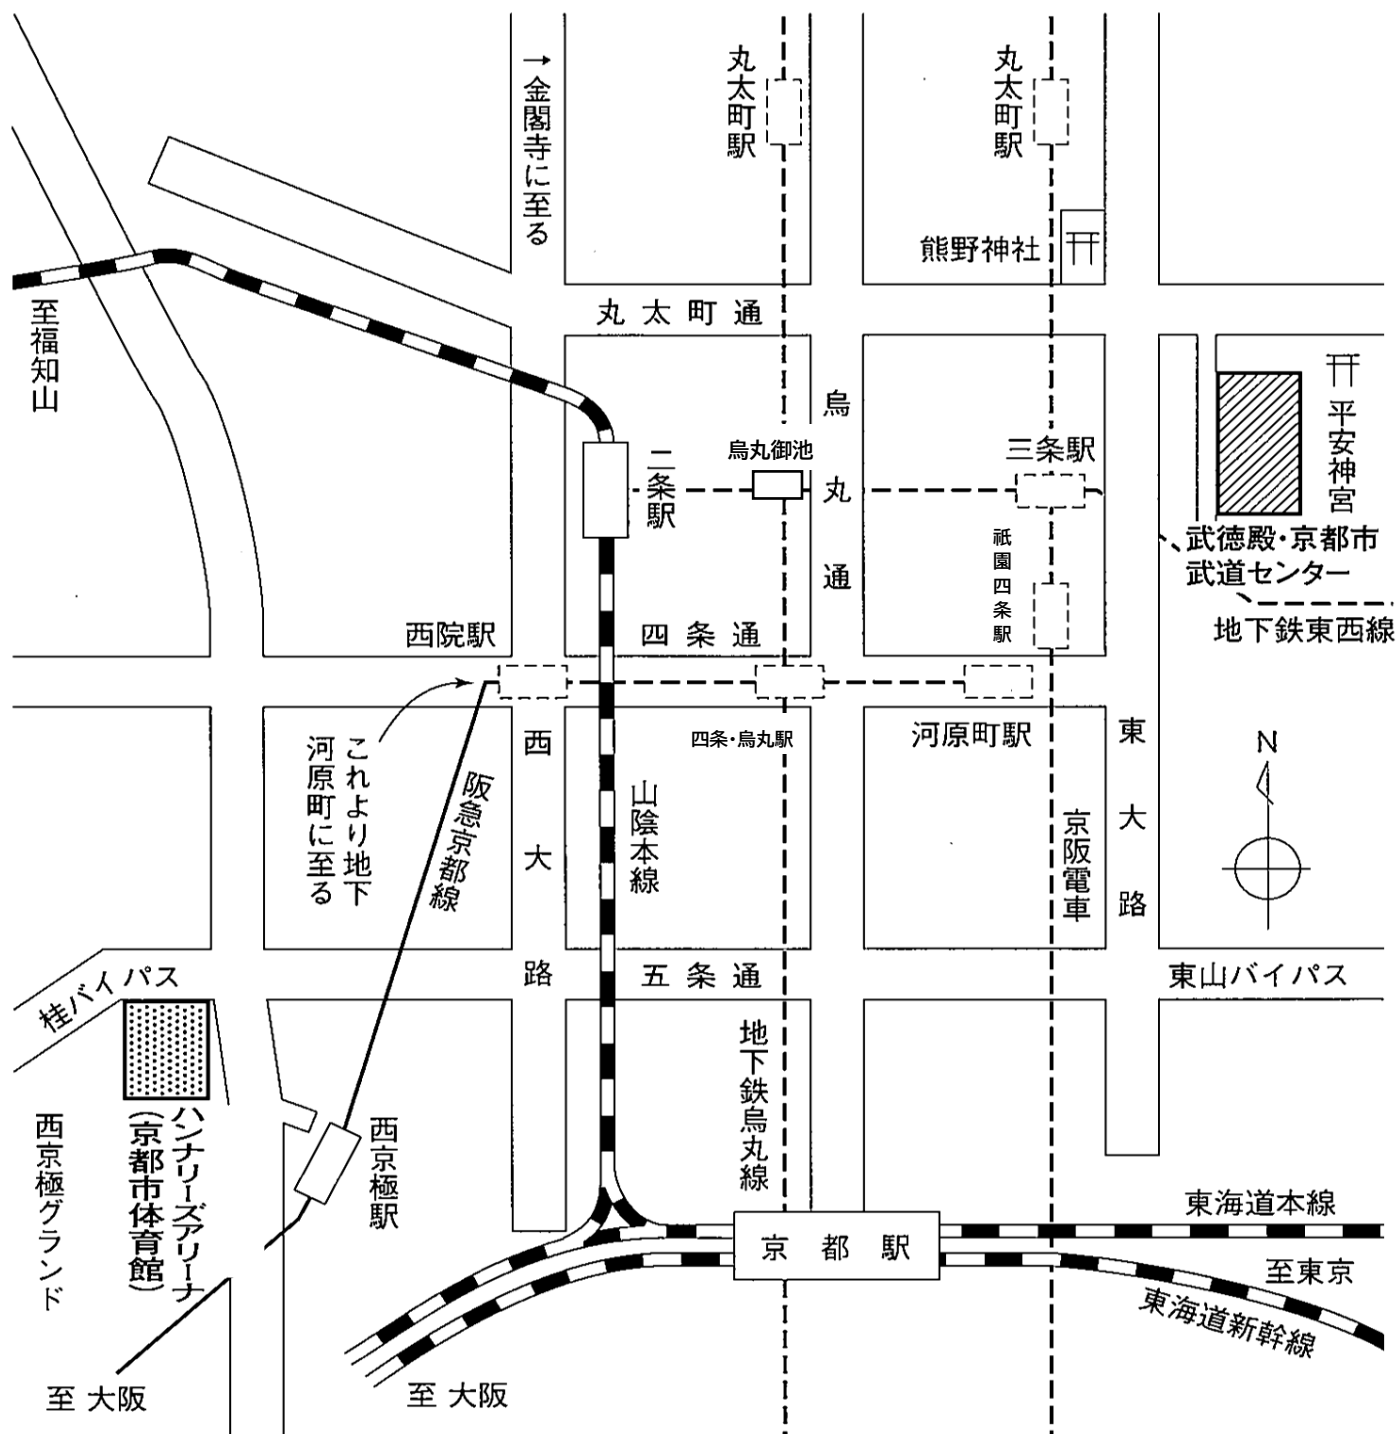 →金閣寺に至る
丸太町駅
丸太町駅
熊野神社
至福知山
丸太町通
烏丸通
平安神宮
二条駅
烏丸御池
三条駅
祇園四条駅
武徳殿・京都市
武道センター
地下鉄東西線
西院駅
四条通
四条・烏丸駅
河原町駅
これより地下
河原町に至る
阪急京都線
西大路
山陰本線
京阪電車
東大路
N
桂バイパス
五条通
東山バイパス
地下鉄烏丸線
西京極グランド
ハンナリーズアリーナ
(京都市体育館)
西京極駅
京都駅
東海道本線
至東京
東海道新幹線
至 大阪
至 大阪